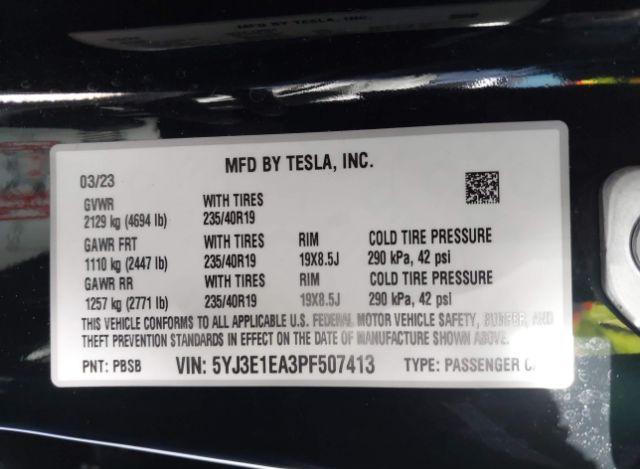 MFD BY TESLA, INC.
MFD BY TESLA, INC.
03/23
GVWR WITH TIRES
2129 kg (4694 lb) 235/40R19
GAWR FRT WITH TIRES RIM COLD TIRE PRESSURE
1110 kg (2447 lb) 235/40R19 19X8.5J 290 kPa, 42 psi
GAWR RR WITH TIRES RIM COLD TIRE PRESSURE
1257 kg (2771 lb) 235/40R19 19X8.5J 290 kPa, 42 psi
THIS VEHICLE CONFORMS TO ALL APPLICABLE U.S. FEDERAL MOTOR VEHICLE SAFETY, BUMPER, AND
THEFT PREVENTION STANDARDS IN EFFECT ON THE DATE OF MANUFACTURE SHOWN ABOVE.
PNT: PBSB VIN: 5YJ3E1EA3PF507413 TYPE: PASSENGER